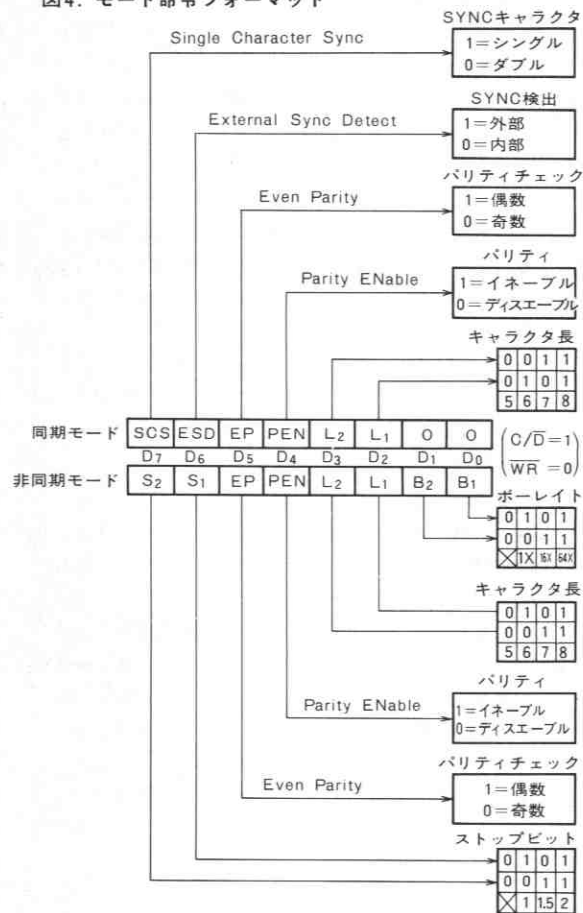 図4. モード命令フォーマット
SYNCキャラクタ
Single Character Sync
1=シングル
0=ダブル
SYNC検出
External Sync Detect
1=外部
0=内部
パリティチェック
Even Parity
1=偶数
0=奇数
パリティ
Parity ENable
1=イネーブル
0=ディスエーブル
キャラクタ長
0 0 1 1
0 1 0 1
5 6 7 8
同期モード SCS ESD EP PEN L2 L1 0 0
D7 D6 D5 D4 D3 D2 D1 D0
(C/D̅=1
W̅R̅=0)
非同期モード S2 S1 EP PEN L2 L1 B2 B1
ボーレイト
0 1 0 1
0 0 1 1
1X 16X 64X
キャラクタ長
0 1 0 1
0 0 1 1
5 6 7 8
パリティ
Parity ENable
1=イネーブル
0=ディスエーブル
パリティチェック
Even Parity
1=偶数
0=奇数
ストップビット
0 1 0 1
0 0 1 1
1 1.5 2